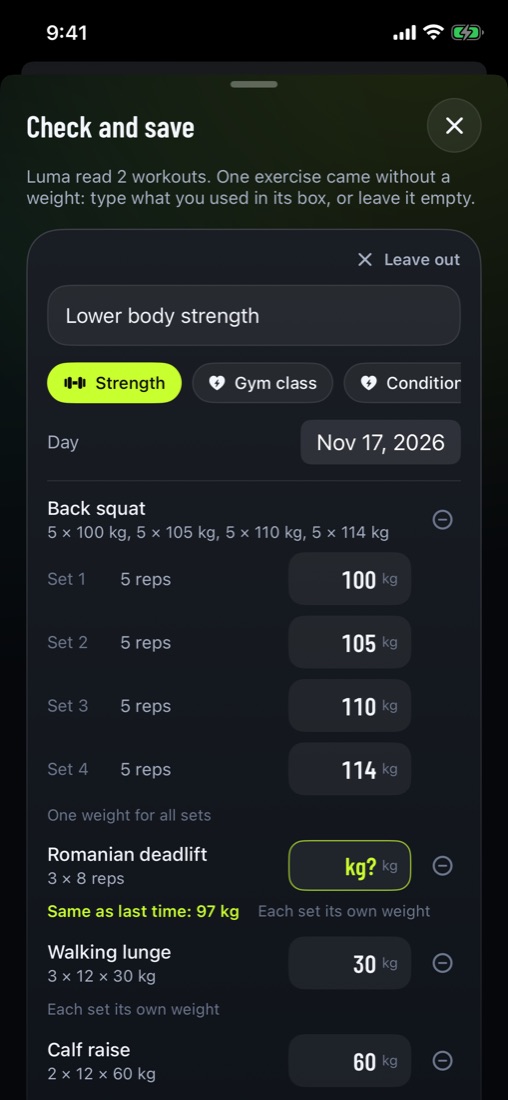 9:41
Check and save
Luma read 2 workouts. One exercise came without a
weight: type what you used in its box, or leave it empty.
Leave out
Lower body strength
Strength Gym class Condition
Day Nov 17, 2026
Back squat
5 × 100 kg, 5 × 105 kg, 5 × 110 kg, 5 × 114 kg
Set 1 5 reps 100 kg
Set 2 5 reps 105 kg
Set 3 5 reps 110 kg
Set 4 5 reps 114 kg
One weight for all sets
Romanian deadlift
3 × 8 reps
kg? kg
Same as last time: 97 kg Each set its own weight
Walking lunge
3 × 12 × 30 kg
30 kg
Each set its own weight
Calf raise
2 × 12 × 60 kg
60 kg